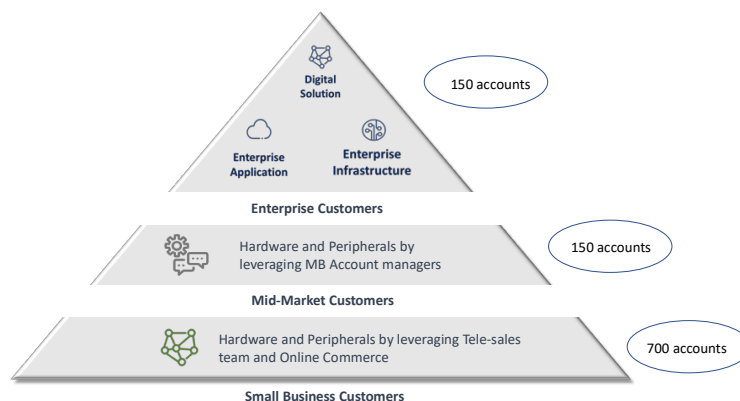 Digital
Solution
150 accounts
Enterprise
Application
Enterprise
Infrastructure
Enterprise Customers
Hardware and Peripherals by
leveraging MB Account managers
150 accounts
Mid-Market Customers
Hardware and Peripherals by leveraging Tele-sales
team and Online Commerce
700 accounts
Small Business Customers